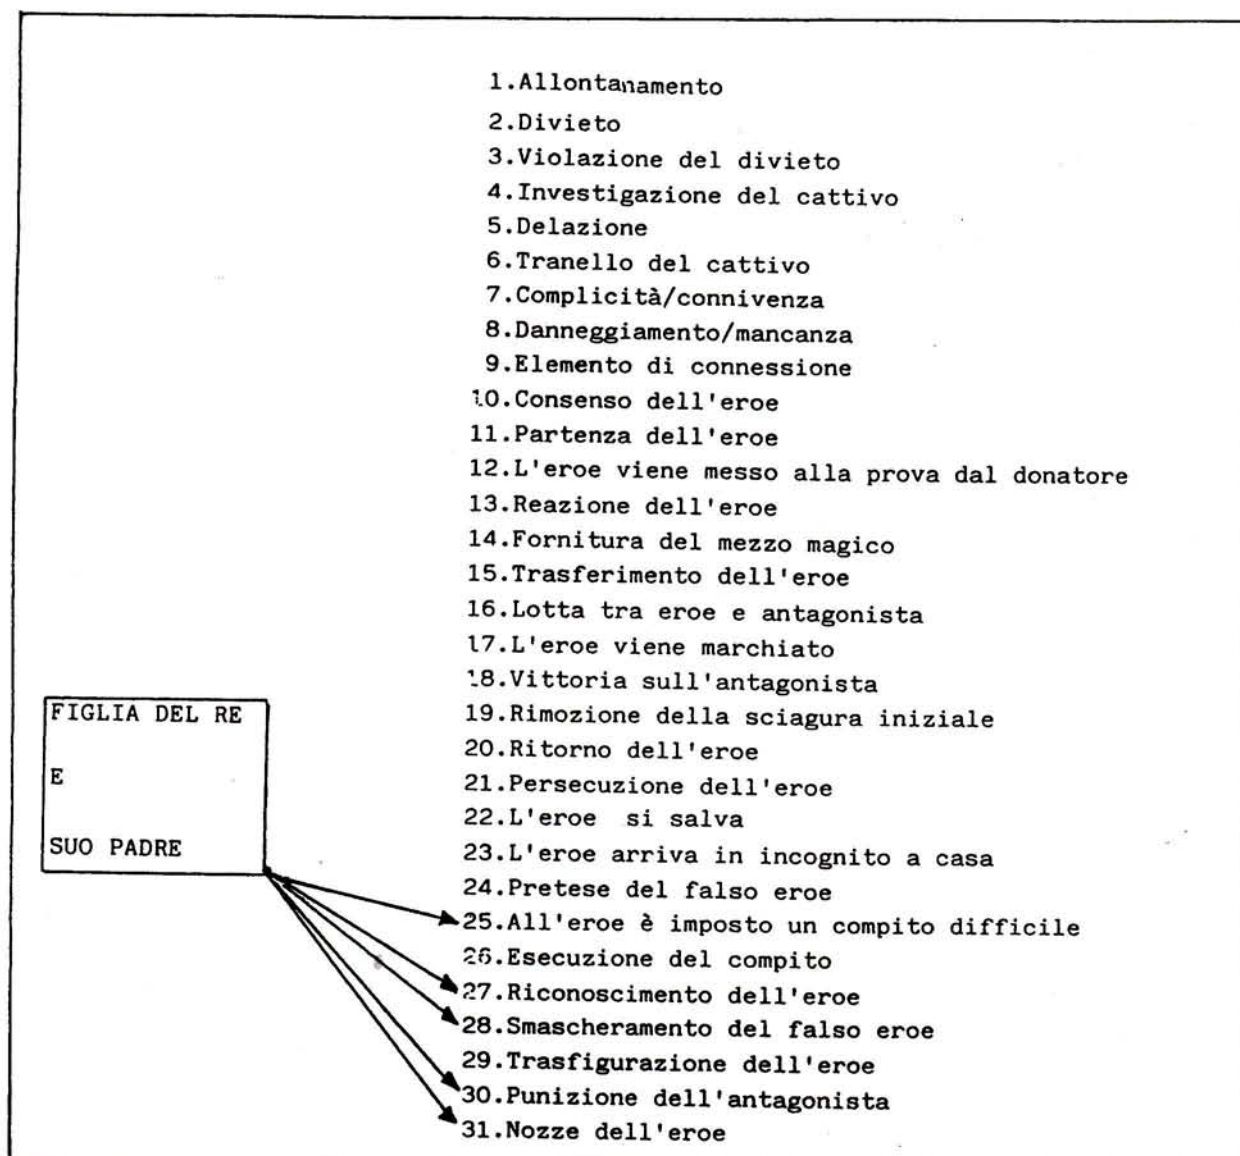 1.Allontanamento
2.Divieto
3.Violazione del divieto
4.Investigazione del cattivo
5.Delazione
6.Tranello del cattivo
7.Complicità/connivenza
8.Danneggiamento/mancanza
9.Elemento di connessione
10.Consenso dell'eroe
11.Partenza dell'eroe
12.L'eroe viene messo alla prova dal donatore
13.Reazione dell'eroe
14.Fornitura del mezzo magico
15.Trasferimento dell'eroe
16.Lotta tra eroe e antagonista
17.L'eroe viene marchiato
18.Vittoria sull'antagonista
19.Rimozione della sciagura iniziale
20.Ritorno dell'eroe
21.Persecuzione dell'eroe
22.L'eroe si salva
23.L'eroe arriva in incognito a casa
24.Pretese del falso eroe
25.All'eroe è imposto un compito difficile
26.Esecuzione del compito
27.Riconoscimento dell'eroe
28.Smascheramento del falso eroe
29.Trasfigurazione dell'eroe
30.Punizione dell'antagonista
31.Nozze dell'eroe
FIGLIA DEL RE
E
SUO PADRE